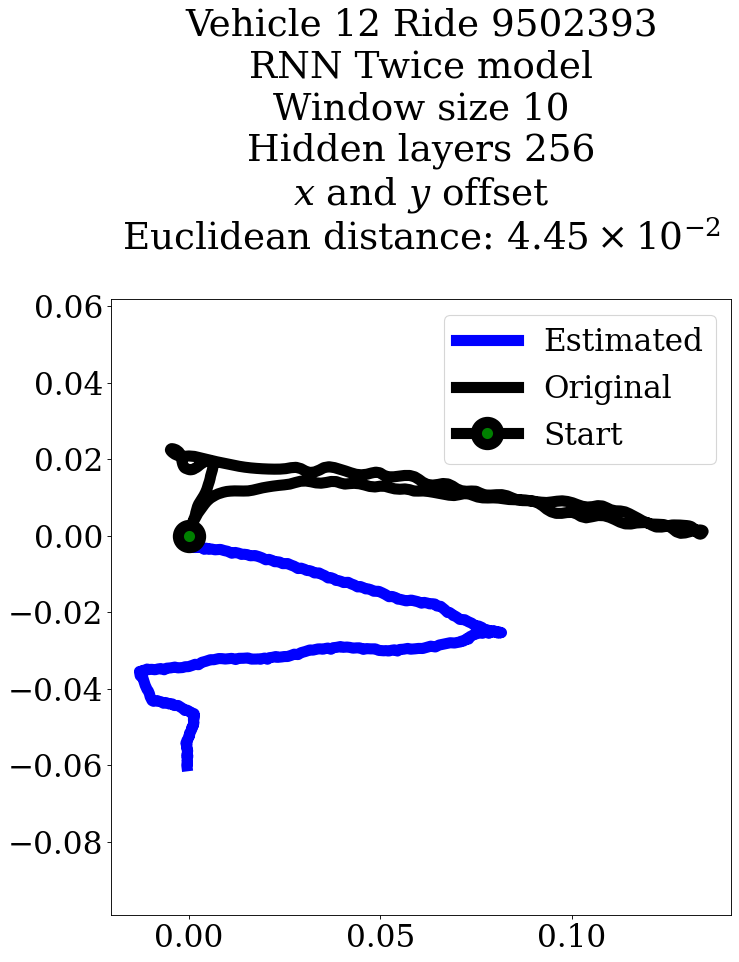 Vehicle 12 Ride 9502393
RNN Twice model
Window size 10
Hidden layers 256
x and y offset
Euclidean distance: 4.45 × 10⁻²
Estimated
Original
Start
0.06
0.04
0.02
0.00
−0.02
−0.04
−0.06
−0.08
0.00 0.05 0.10